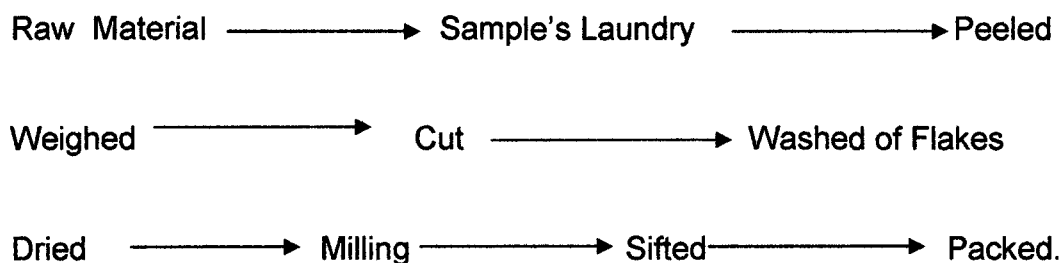 Raw Material Sample's Laundry Peeled
Weighed Cut Washed of Flakes
Dried Milling Sifted Packed.